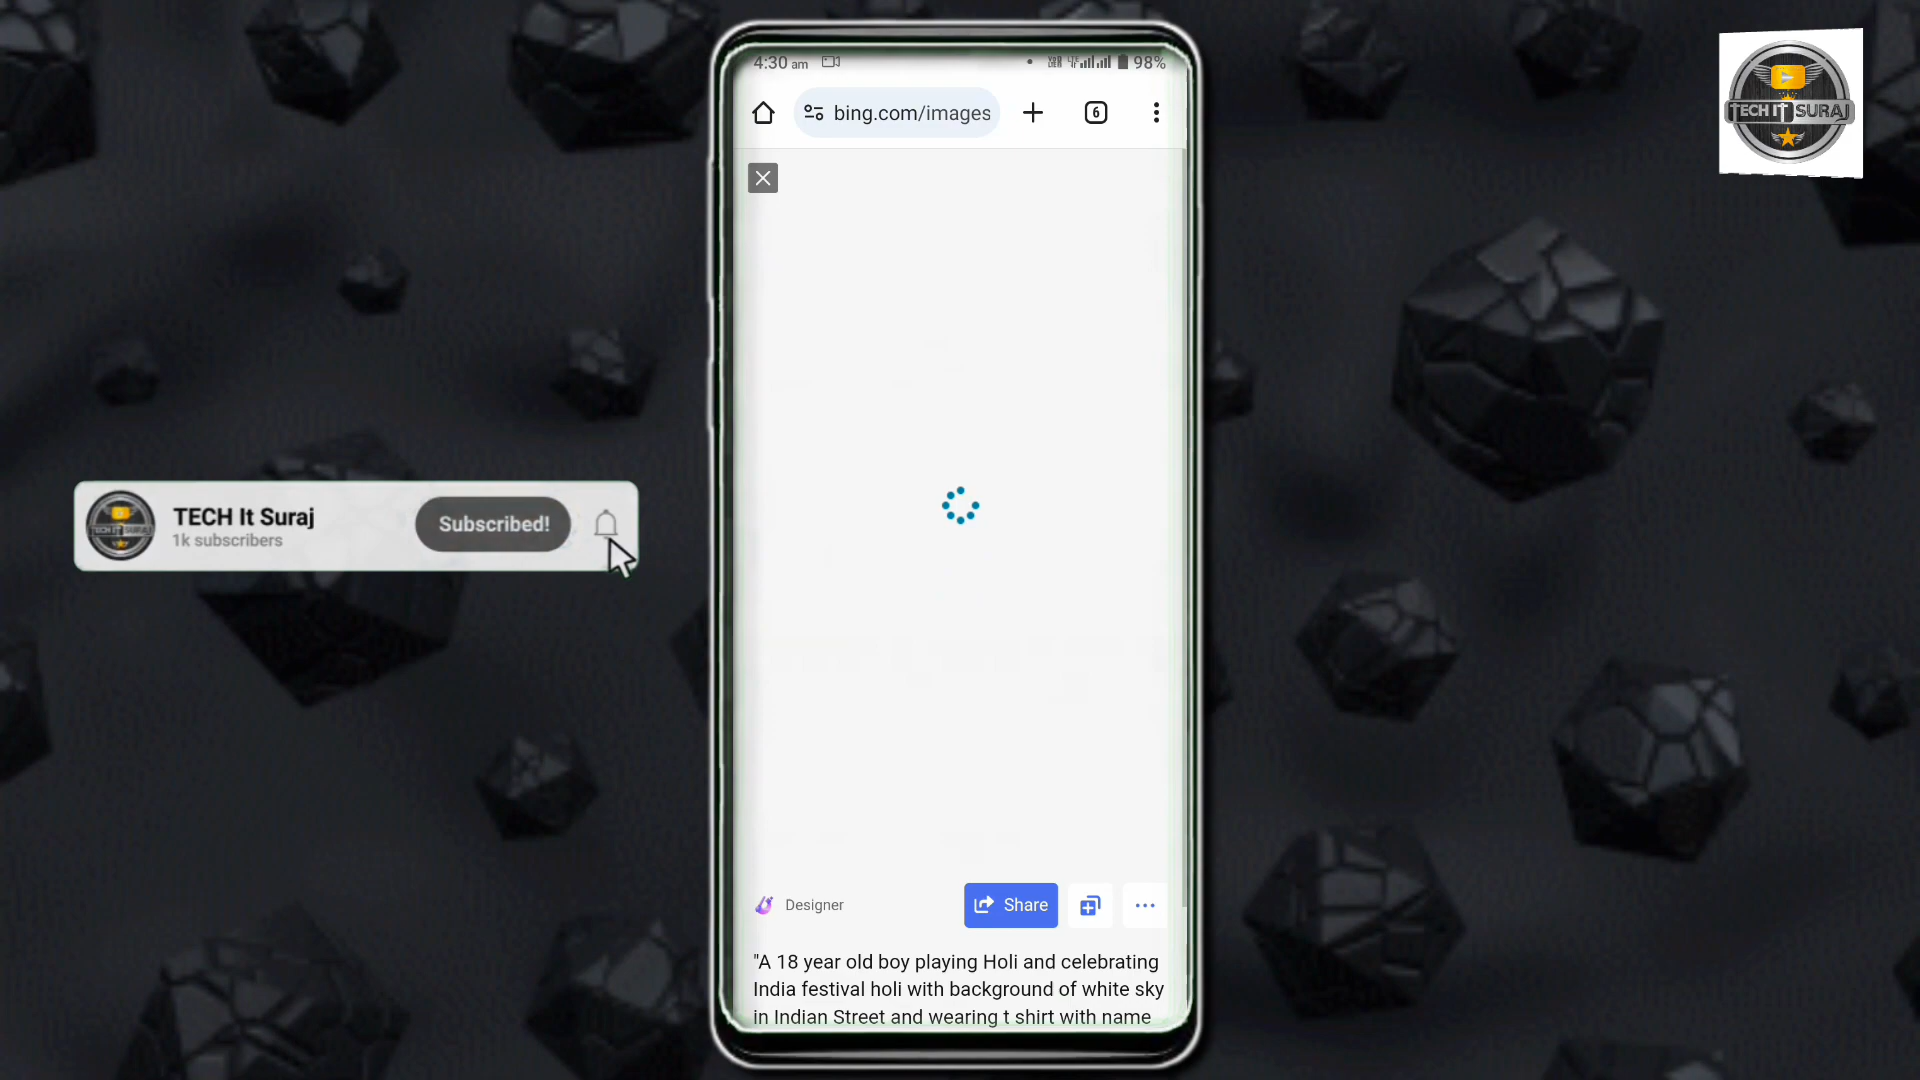 4:30 am
98%
bing.com/images
6
TECH IT SURAJ
TECH It Suraj
1k subscribers
Subscribed!
Designer
Share
"A 18 year old boy playing Holi and celebrating
India festival holi with background of white sky
in Indian Street and wearing t shirt with name